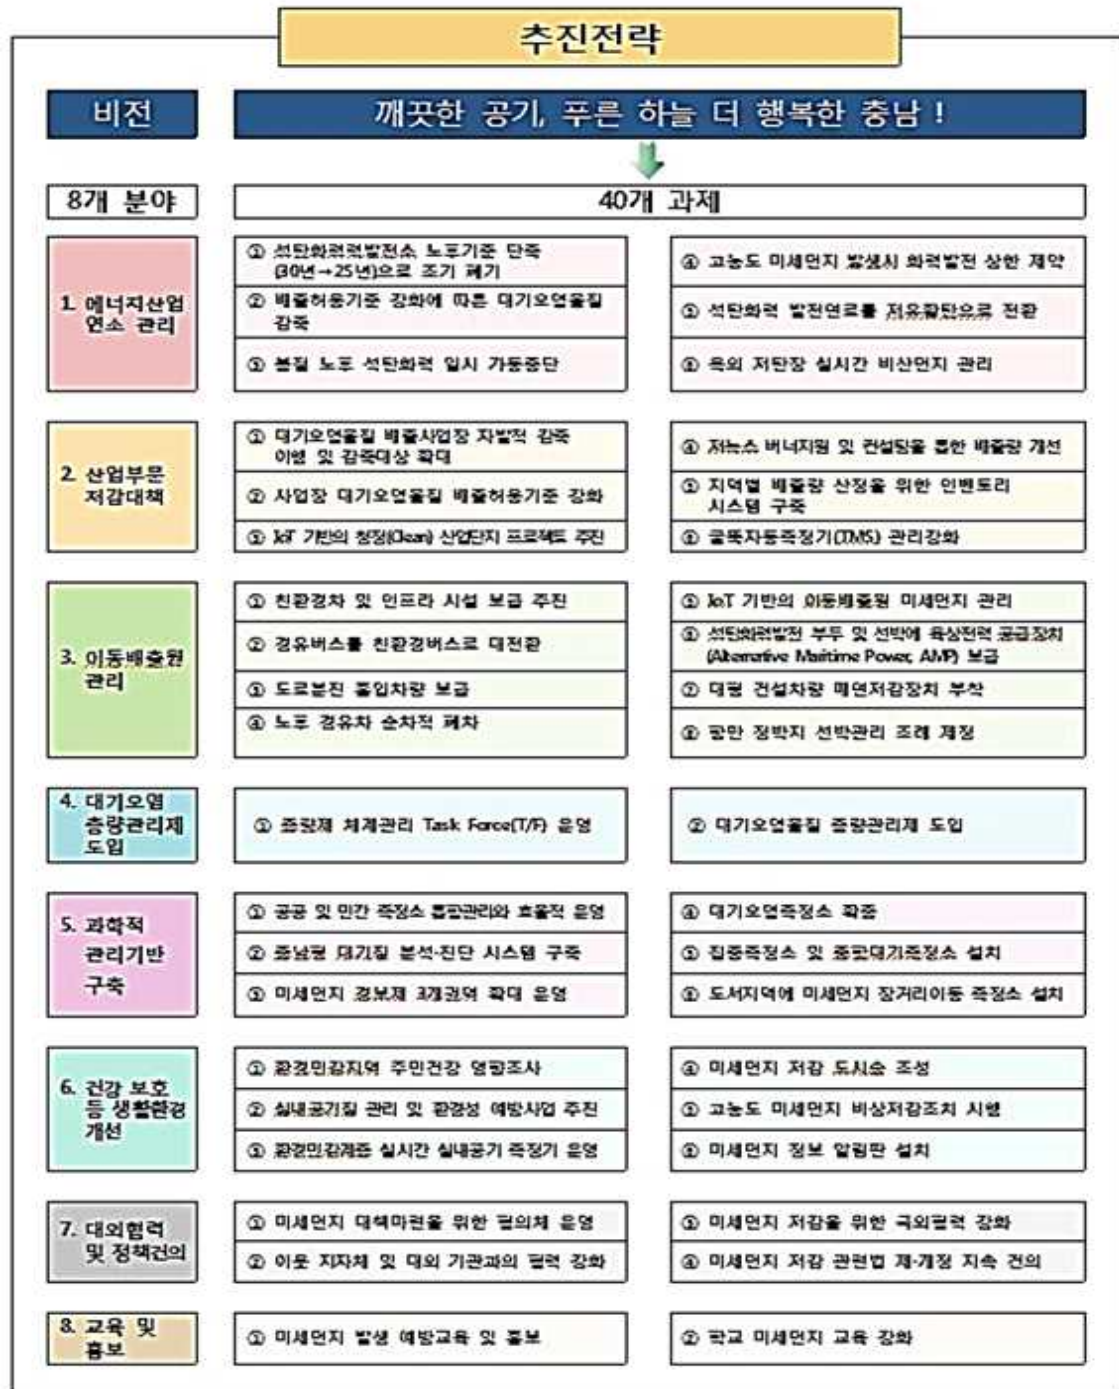 추진전략
비전
깨끗한 공기, 푸른 하늘 더 행복한 충남 !
8개 분야
40개 과제
1. 에너지산업
연소 관리
① 석탄화력발전소 노후기준 단축
(30년→25년)으로 조기 폐기
② 배출허용기준 강화에 따른 대기오염물질
감축
③ 봄철 노후 석탄화력 일시 가동중단
④ 고농도 미세먼지 발생시 화력발전 상한 제약
⑤ 석탄화력 발전연료를 저유황탄으로 전환
⑥ 옥외 저탄장 실시간 비산먼지 관리
2. 산업부문
저감대책
① 대기오염물질 배출사업장 자발적 감축
이행 및 감축대상 확대
② 사업장 대기오염물질 배출허용기준 강화
③ IoT 기반의 청정(Clean) 산업단지 프로젝트 추진
④ 저녹스 버너지원 및 컨설팅을 통한 배출량 개선
⑤ 지역별 배출량 산정을 위한 인벤토리
시스템 구축
⑥ 굴뚝자동측정기(TMS) 관리강화
3. 이동배출원
관리
① 친환경차 및 인프라 시설 보급 추진
② 경유버스를 친환경버스로 대전환
③ 도로분진 흡입차량 보급
④ 노후 경유차 순차적 폐차
⑤ IoT 기반의 이동배출원 미세먼지 관리
⑥ 석탄화력발전 부두 및 선박에 육상전력 공급장치
(Alternative Maritime Power, AMP) 보급
⑦ 대형 건설차량 매연저감장치 부착
⑧ 항만 정박지 선박관리 조례 제정
4. 대기오염
총량관리제
도입
① 총량제 체계관리 Task Force(T/F) 운영
② 대기오염물질 총량관리제 도입
5. 과학적
관리기반
구축
① 공공 및 민간 측정소 통합관리와 효율적 운영
② 충남형 대기질 분석·진단 시스템 구축
③ 미세먼지 경보제 3개권역 확대 운영
④ 대기오염측정소 확충
⑤ 집중측정소 및 종합대기측정소 설치
⑥ 도서지역에 미세먼지 장거리이동 측정소 설치
6. 건강 보호
등 생활환경
개선
① 환경민감지역 주민건강 영향조사
② 실내공기질 관리 및 환경성 예방사업 추진
③ 환경민감계층 실시간 실내공기 측정기 운영
④ 미세먼지 저감 도시숲 조성
⑤ 고농도 미세먼지 비상저감조치 시행
⑥ 미세먼지 정보 알림판 설치
7. 대외협력
및 정책건의
① 미세먼지 대책마련을 위한 협의체 운영
② 이웃 지자체 및 대외 기관과의 협력 강화
③ 미세먼지 저감을 위한 국외협력 강화
④ 미세먼지 저감 관련법 제·개정 지속 건의
8. 교육 및
홍보
① 미세먼지 발생 예방교육 및 홍보
② 학교 미세먼지 교육 강화